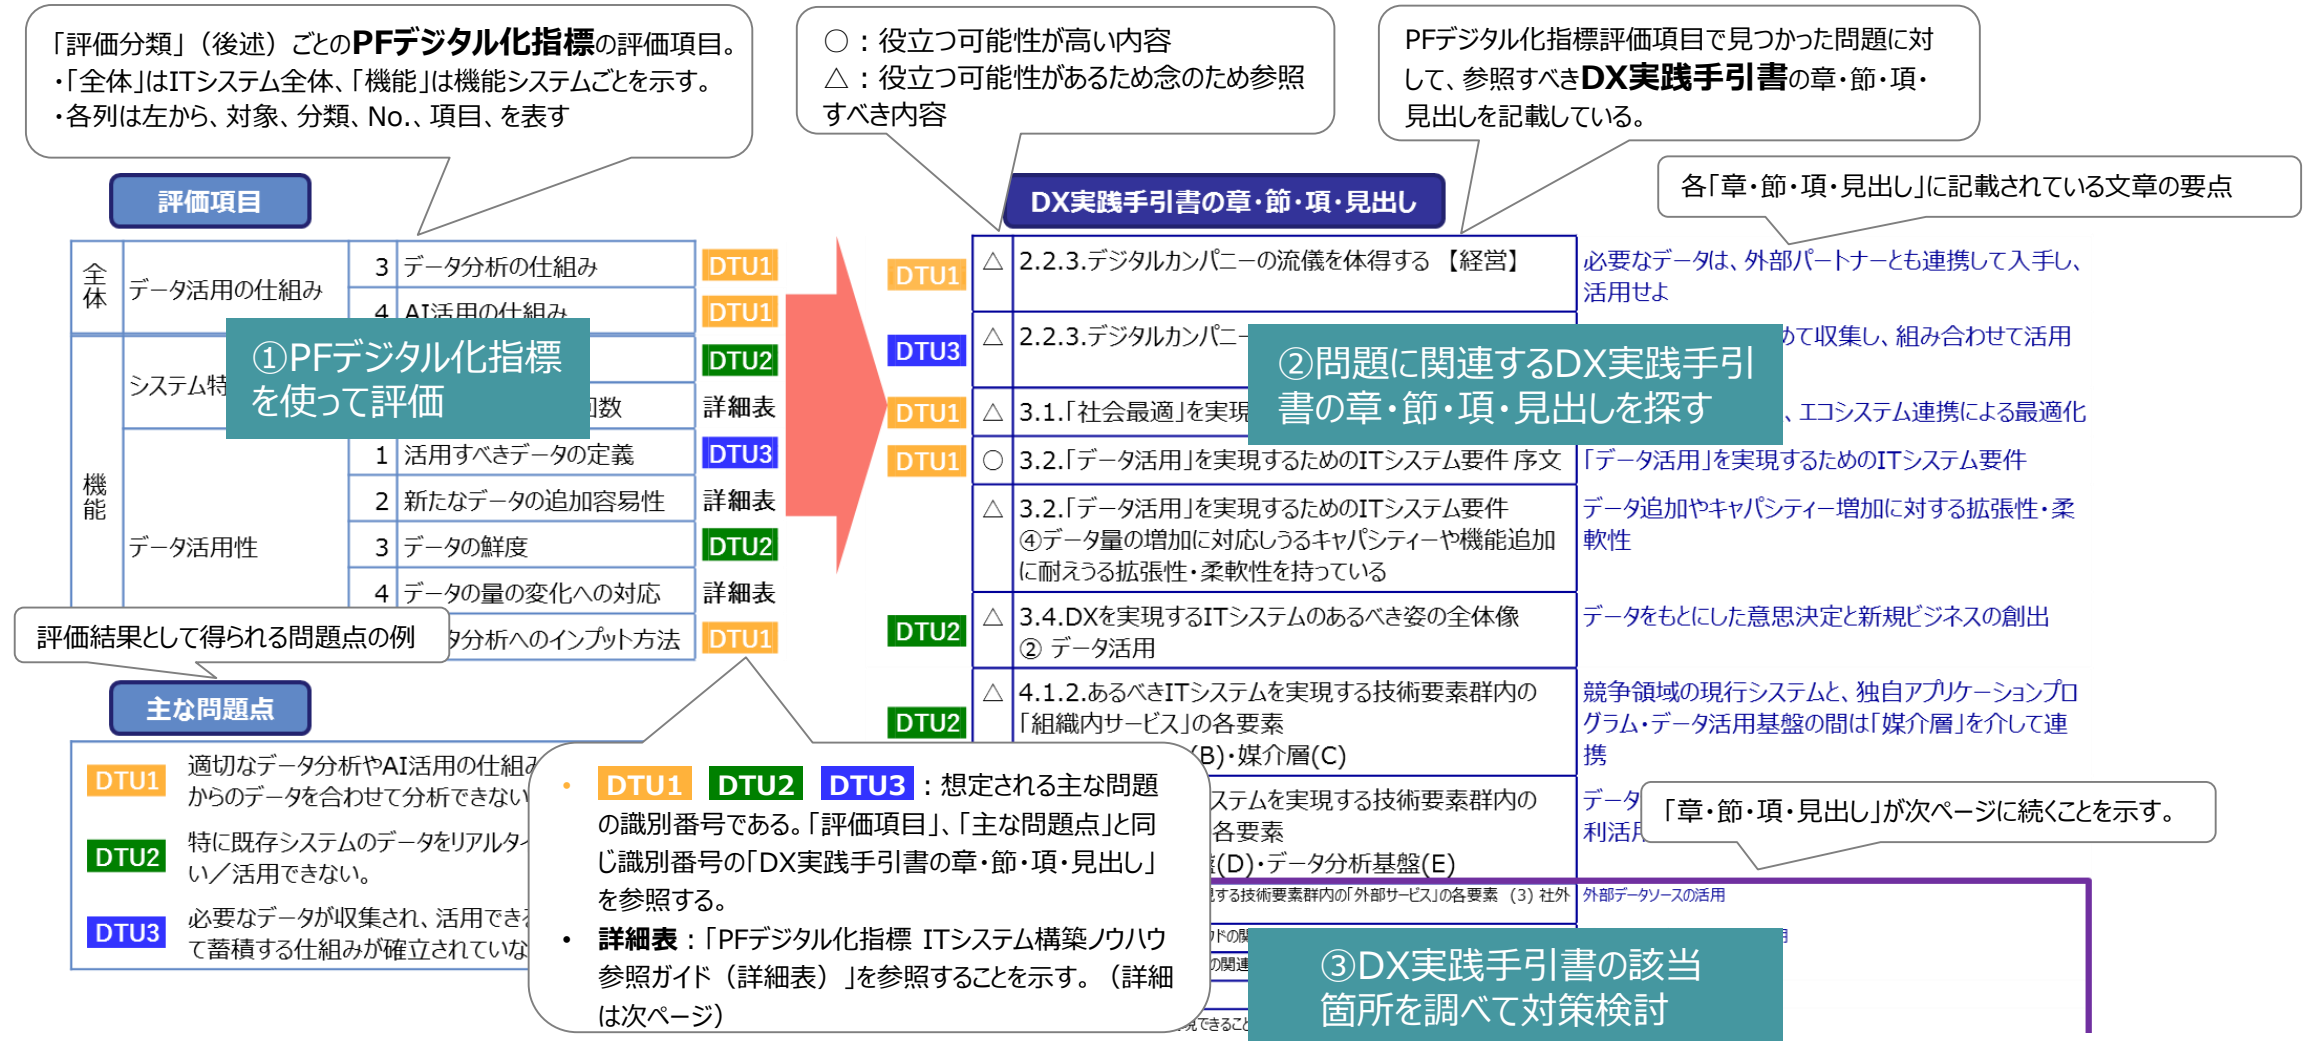 「評価分類」（後述）ごとのPFデジタル化指標の評価項目。
・「全体」はITシステム全体、「機能」は機能システムごとを示す。
・各列は左から、対象、分類、No.、項目、を表す
○：役立つ可能性が高い内容
△：役立つ可能性があるため念のため参照
すべき内容
PFデジタル化指標評価項目で見つかった問題に対
して、参照すべきDX実践手引書の章・節・項・
見出しを記載している。
各「章・節・項・見出し」に記載されている文章の要点
評価項目
全体
データ活用の仕組み
3 データ分析の仕組み DTU1
4 AI活用の仕組み DTU1
機能
システム特
DTU2
回数 詳細表
データ活用性
1 活用すべきデータの定義 DTU3
2 新たなデータの追加容易性 詳細表
3 データの鮮度 DTU2
4 データの量の変化への対応 詳細表
タ分析へのインプット方法 DTU1
①PFデジタル化指標
を使って評価
評価結果として得られる問題点の例
主な問題点
DTU1 適切なデータ分析やAI活用の仕組み
からのデータを合わせて分析できない
DTU2 特に既存システムのデータをリアルタイ
い／活用できない。
DTU3 必要なデータが収集され、活用できる
て蓄積する仕組みが確立されていな
• DTU1 DTU2 DTU3：想定される主な問題
の識別番号である。「評価項目」、「主な問題点」と同
じ識別番号の「DX実践手引書の章・節・項・見出し」
を参照する。
• 詳細表：「PFデジタル化指標 ITシステム構築ノウハウ
参照ガイド（詳細表）」を参照することを示す。（詳細
は次ページ）
DX実践手引書の章・節・項・見出し
DTU1 △ 2.2.3.デジタルカンパニーの流儀を体得する 【経営】
必要なデータは、外部パートナーとも連携して入手し、
活用せよ
DTU3 △ 2.2.3.デジタルカンパニー
めて収集し、組み合わせて活用
DTU1 △ 3.1.「社会最適」を実現
、エコシステム連携による最適化
DTU1 ○ 3.2.「データ活用」を実現するためのITシステム要件 序文
「データ活用」を実現するためのITシステム要件
△ 3.2.「データ活用」を実現するためのITシステム要件
④データ量の増加に対応しうるキャパシティーや機能追加
に耐えうる拡張性・柔軟性を持っている
データ追加やキャパシティー増加に対する拡張性・柔
軟性
DTU2 △ 3.4.DXを実現するITシステムのあるべき姿の全体像
② データ活用
データをもとにした意思決定と新規ビジネスの創出
DTU2 △ 4.1.2.あるべきITシステムを実現する技術要素群内の
「組織内サービス」の各要素
(B)・媒介層(C)
競争領域の現行システムと、独自アプリケーションプロ
グラム・データ活用基盤の間は「媒介層」を介して連
携
ステムを実現する技術要素群内の
各要素
(D)・データ分析基盤(E)
データ
利活用
②問題に関連するDX実践手引
書の章・節・項・見出しを探す
「章・節・項・見出し」が次ページに続くことを示す。
する技術要素群内の「外部サービス」の各要素 (3) 社外
外部データソースの活用
ウドの関
の関連
現できること
③DX実践手引書の該当
箇所を調べて対策検討